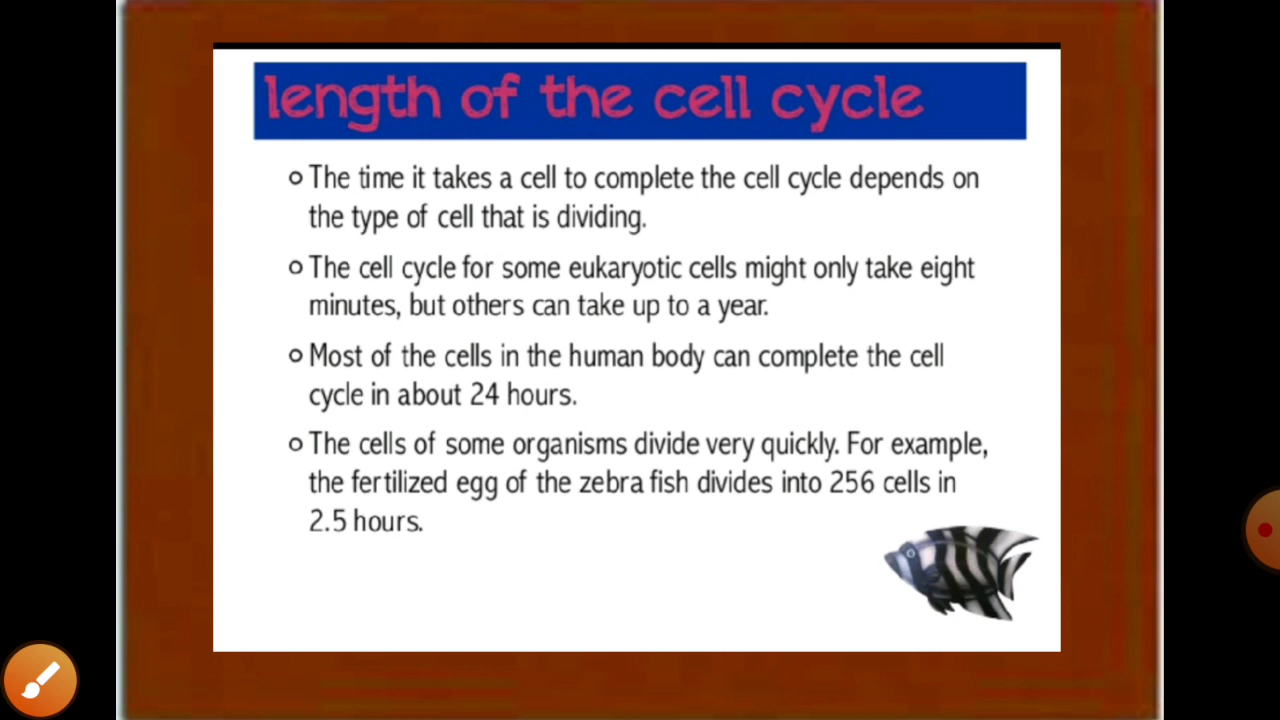 length of the cell cycle
The time it takes a cell to complete the cell cycle depends on
the type of cell that is dividing.
The cell cycle for some eukaryotic cells might only take eight
minutes, but others can take up to a year.
Most of the cells in the human body can complete the cell
cycle in about 24 hours.
The cells of some organisms divide very quickly. For example,
the fertilized egg of the zebra fish divides into 256 cells in
2.5 hours.